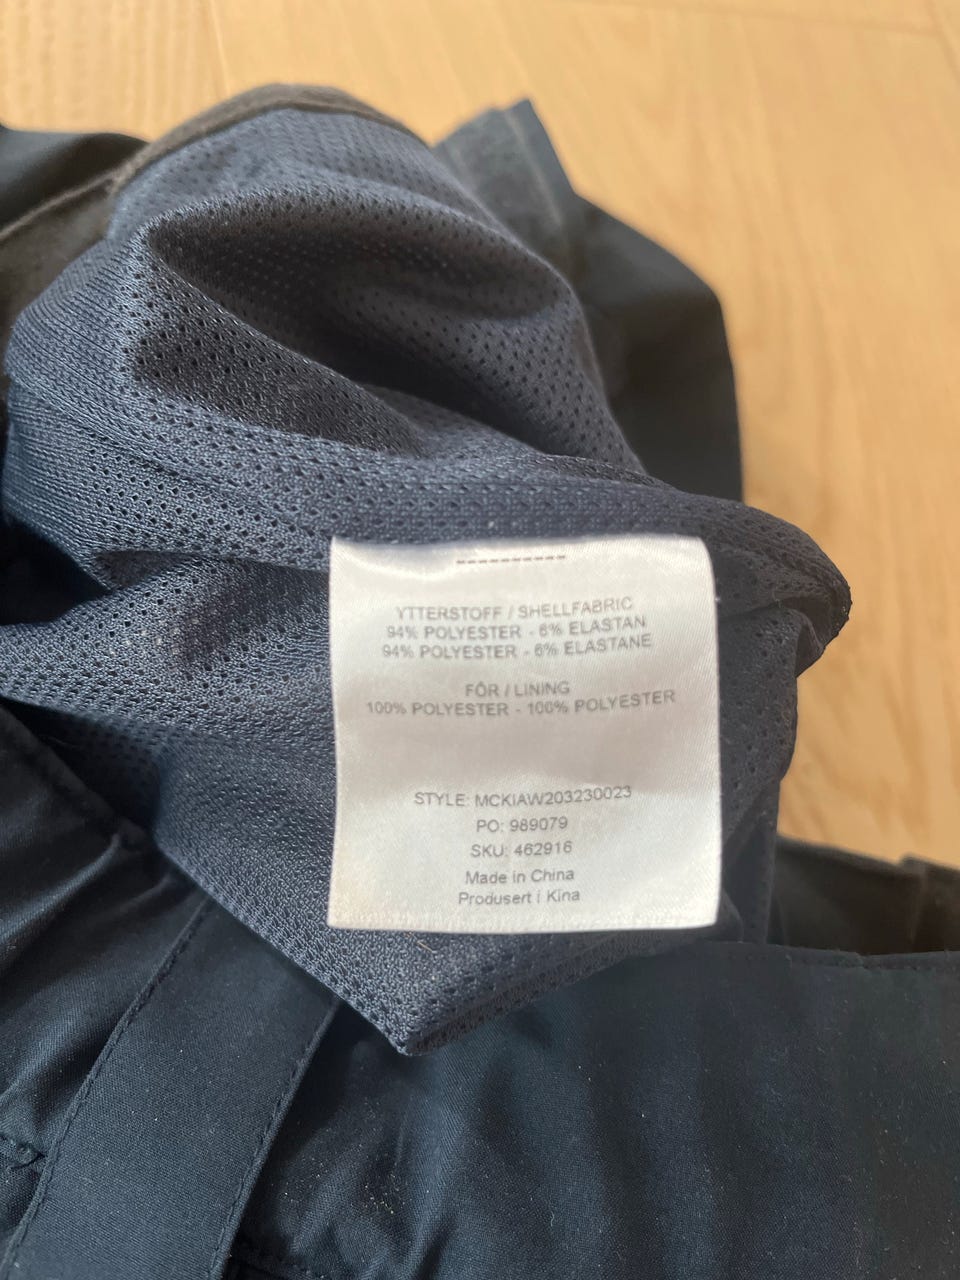 -----------
YTTERSTOFF / SHELLFABRIC
94% POLYESTER - 6% ELASTAN
94% POLYESTER - 6% ELASTANE
FÔR / LINING
100% POLYESTER - 100% POLYESTER
STYLE: MCKIAW203230023
PO: 989079
SKU: 462916
Made in China
Produsert i Kina